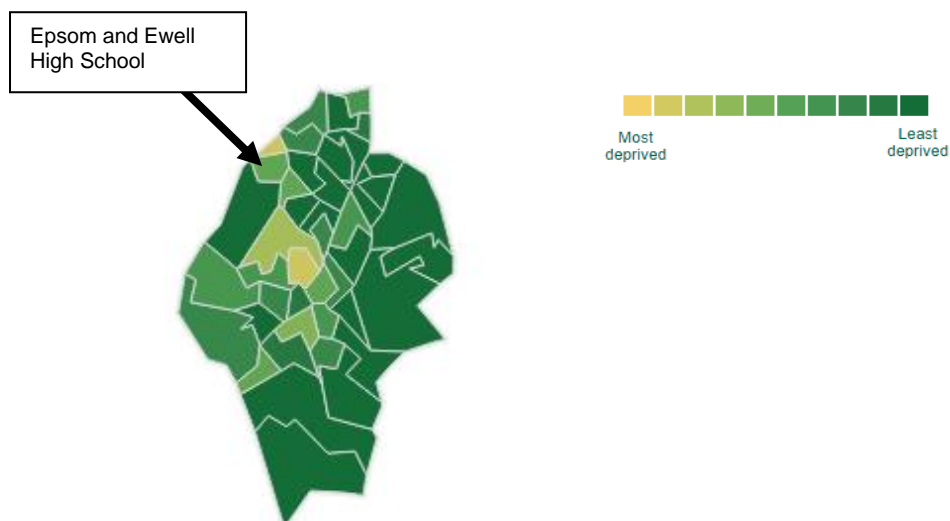 Epsom and Ewell
High School
Most
deprived
Least
deprived